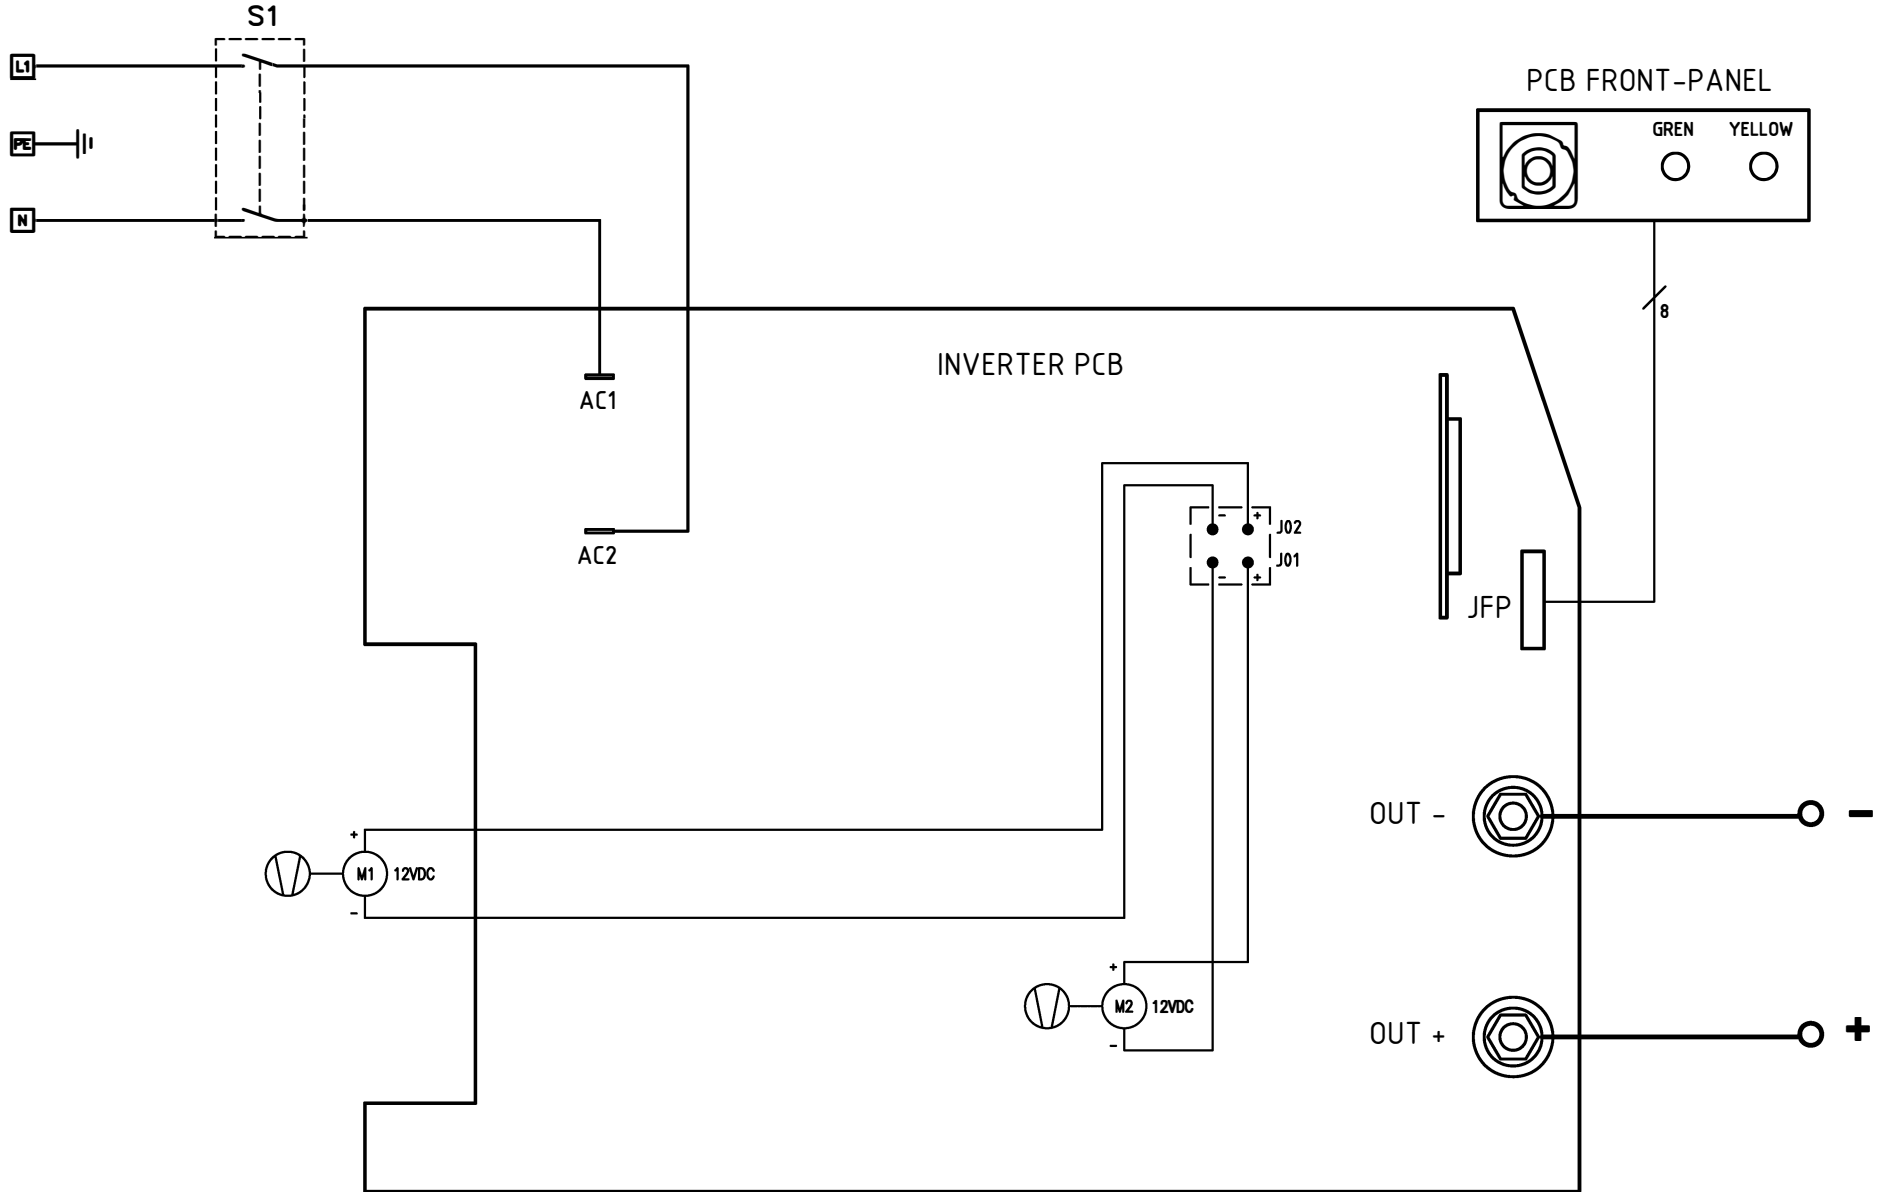 S1
L1
PE
N
PCB FRONT-PANEL
GREN YELLOW
8
INVERTER PCB
AC1
AC2
- +
J02
J01
- +
JFP
OUT -
-
+
M1 12VDC
-
+
M2 12VDC
-
OUT +
+